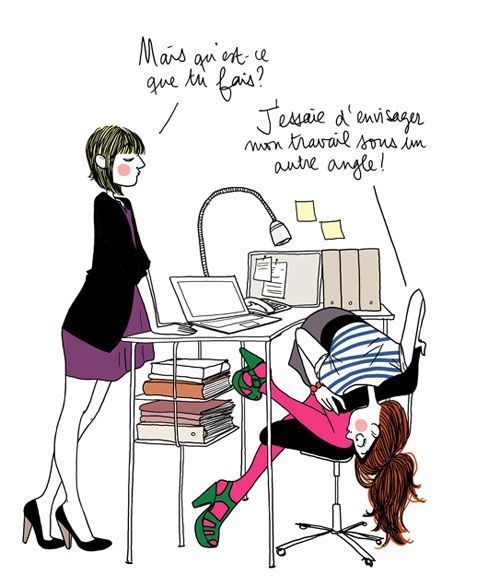 Mais qu'est-ce
que tu fais?
J'essaie d'envisager
mon travail sous un
autre angle!